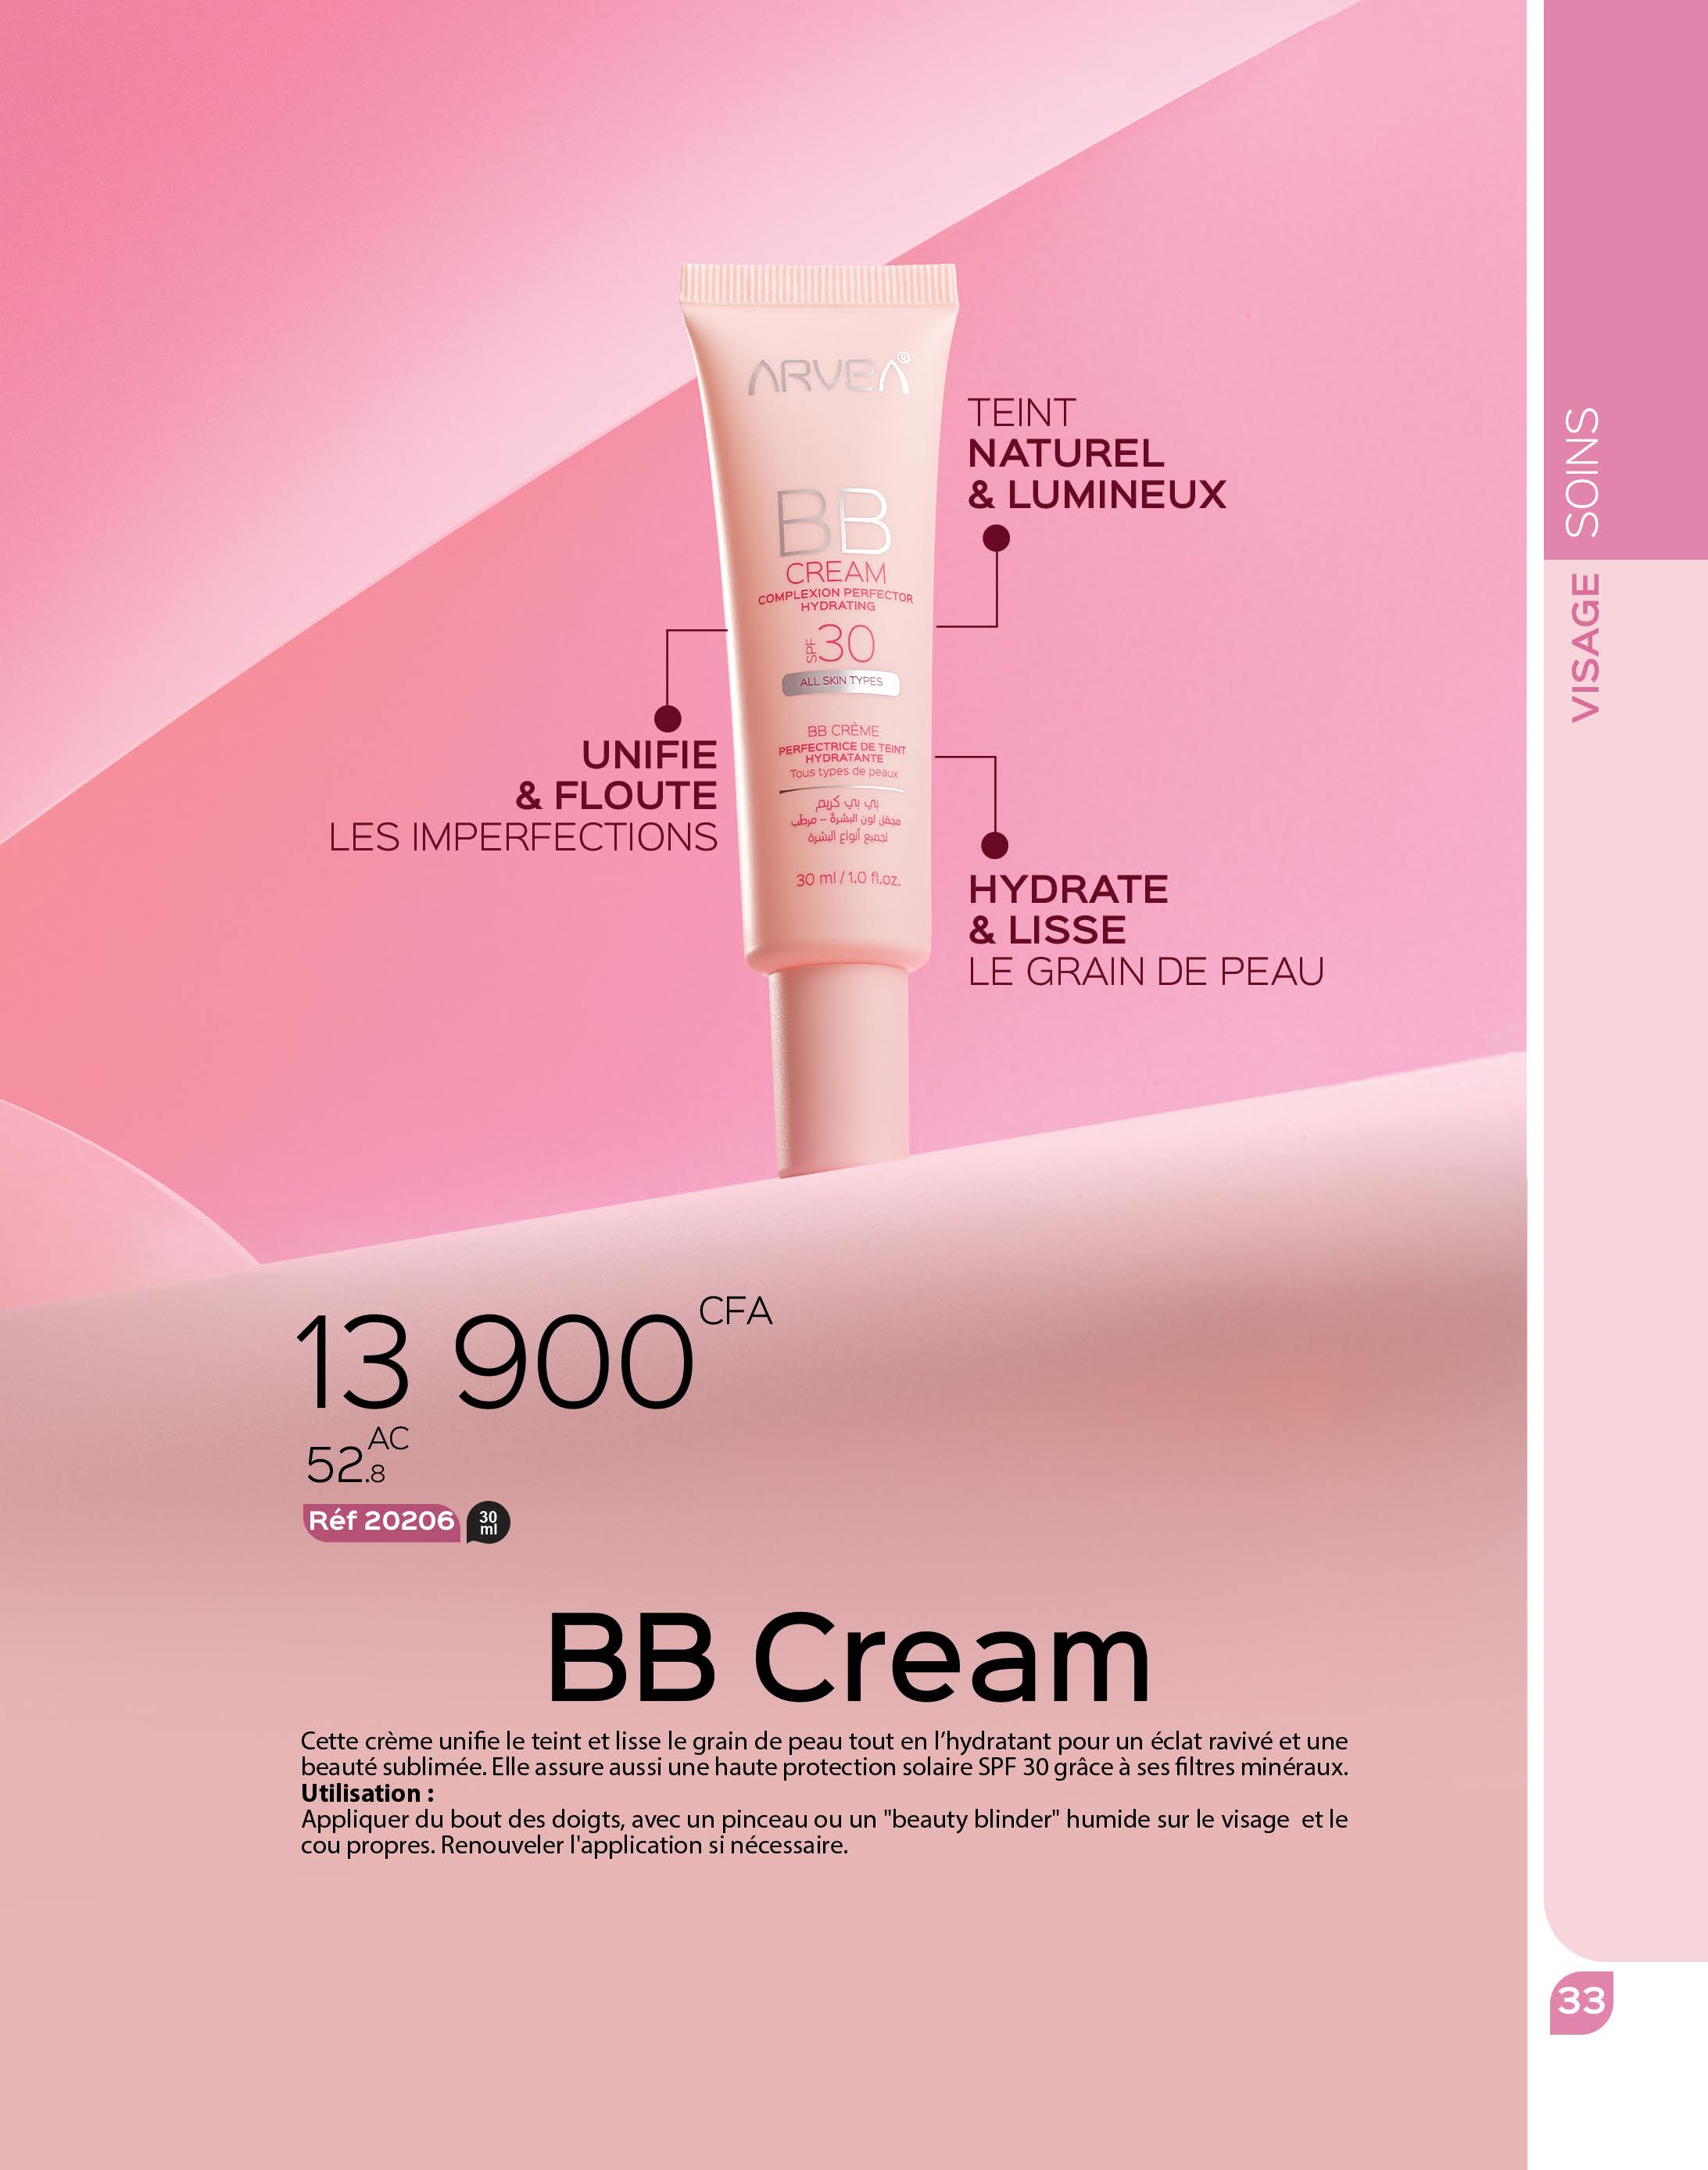 ARVEA®
BB
CREAM
COMPLEXION PERFECTOR
HYDRATING
SPF 30
ALL SKIN TYPES
BB CRÈME
PERFECTRICE DE TEINT
HYDRATANTE
Tous types de peaux
بي بي كريم
مجمّل لون البشرة - مرطّب
لجميع أنواع البشرة
30 ml / 1.0 fl.oz.
TEINT
NATUREL
& LUMINEUX
UNIFIE
& FLOUTE
LES IMPERFECTIONS
HYDRATE
& LISSE
LE GRAIN DE PEAU
SOINS
VISAGE
13 900 CFA
52.8 AC
Réf 20206
30
ml
BB Cream
Cette crème unifie le teint et lisse le grain de peau tout en l’hydratant pour un éclat ravivé et une
beauté sublimée. Elle assure aussi une haute protection solaire SPF 30 grâce à ses filtres minéraux.
Utilisation :
Appliquer du bout des doigts, avec un pinceau ou un "beauty blinder" humide sur le visage  et le
cou propres. Renouveler l'application si nécessaire.
33